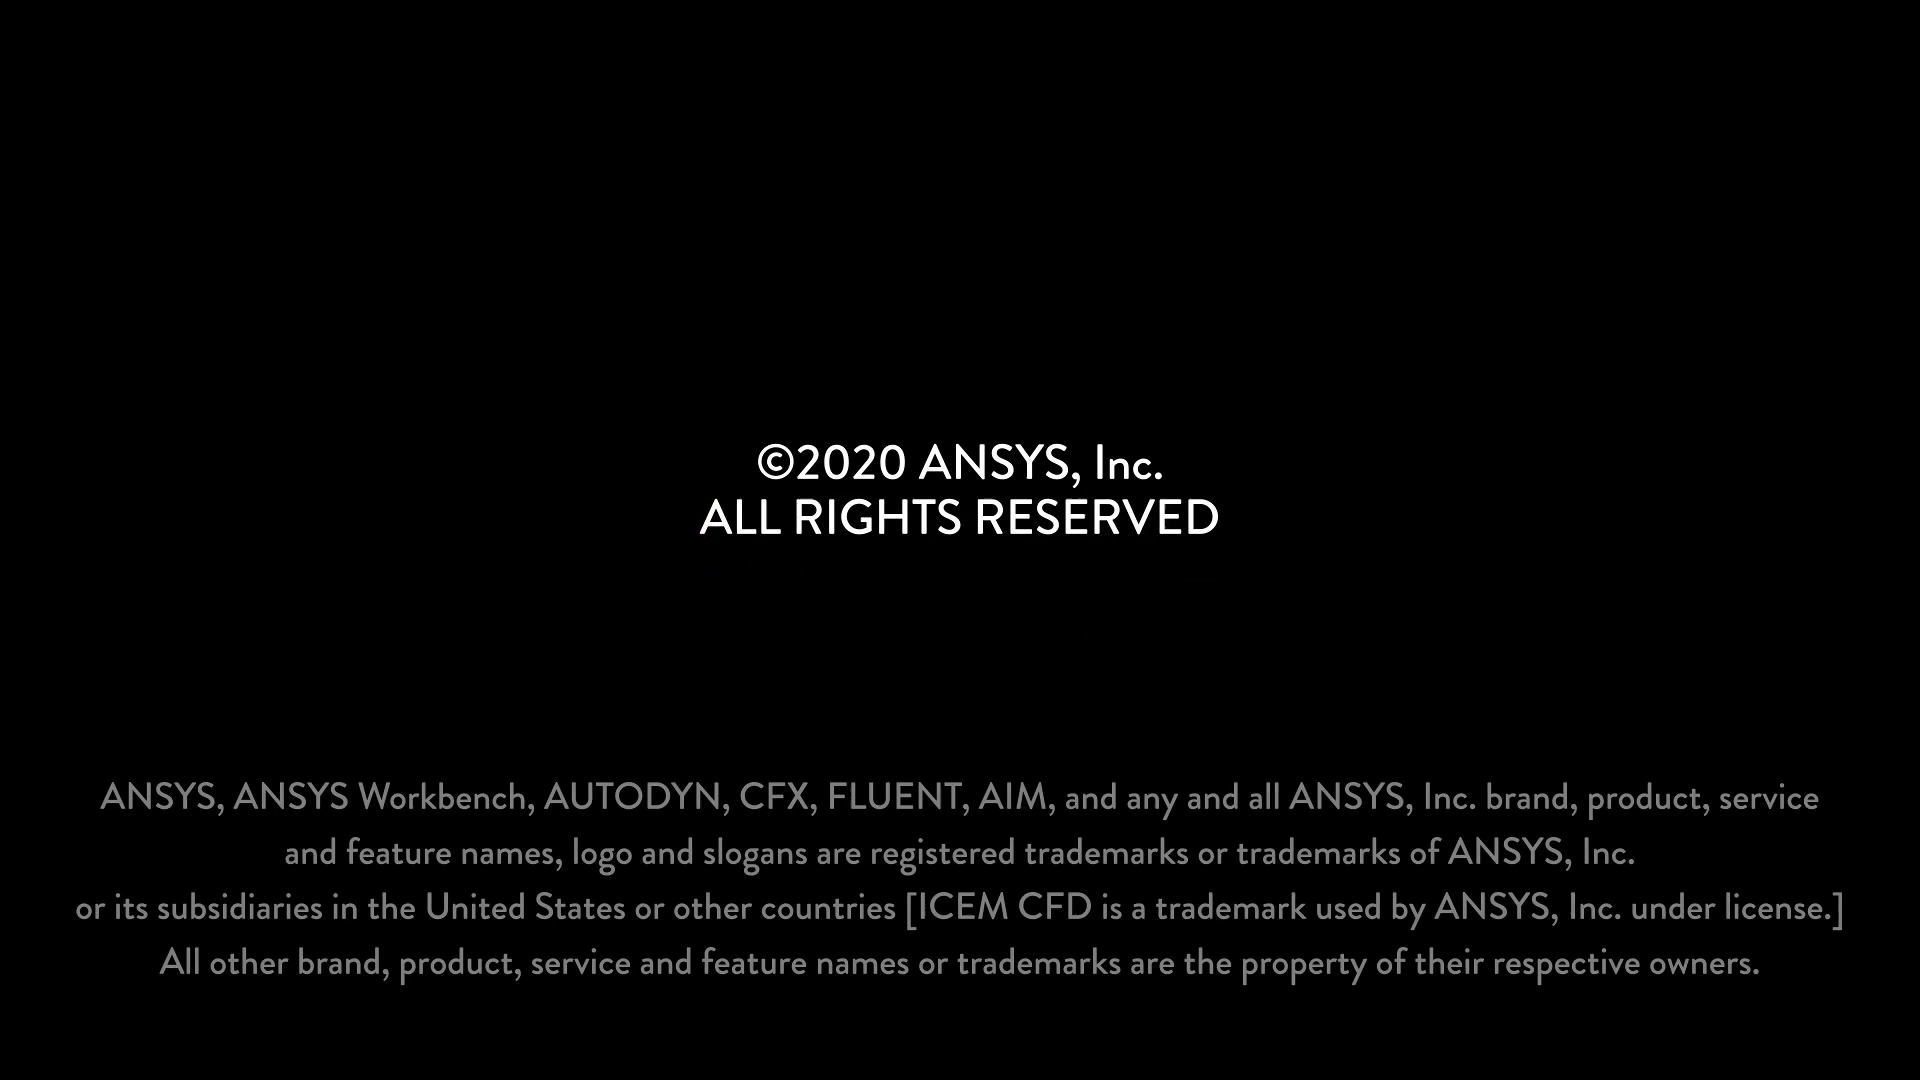 ©2020 ANSYS, Inc.
ALL RIGHTS RESERVED
ANSYS, ANSYS Workbench, AUTODYN, CFX, FLUENT, AIM, and any and all ANSYS, Inc. brand, product, service
and feature names, logo and slogans are registered trademarks or trademarks of ANSYS, Inc.
or its subsidiaries in the United States or other countries [ICEM CFD is a trademark used by ANSYS, Inc. under license.]
All other brand, product, service and feature names or trademarks are the property of their respective owners.